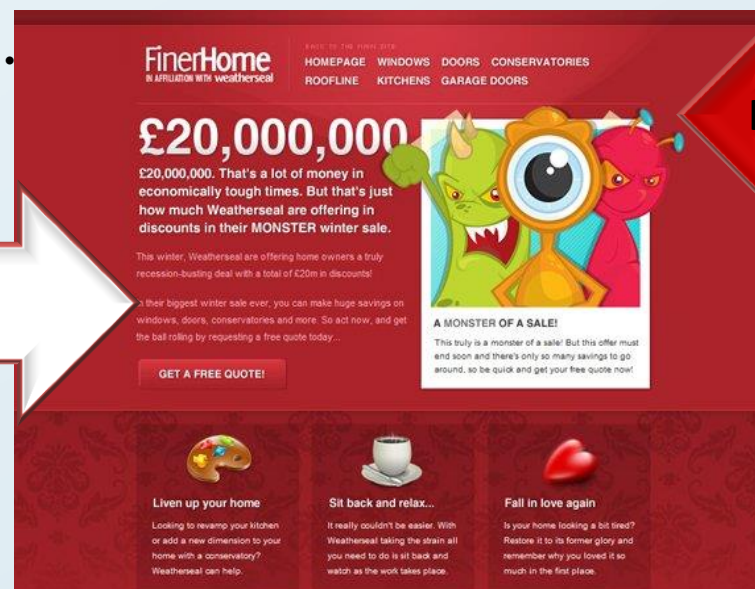 •
BACK TO THE MAIN SITE
FinerHome
IN AFFILIATION WITH weatherseal
HOMEPAGE WINDOWS DOORS CONSERVATORIES
ROOFLINE KITCHENS GARAGE DOORS
£20,000,000
£20,000,000. That's a lot of money in
economically tough times. But that's just
how much Weatherseal are offering in
discounts in their MONSTER winter sale.
This winter, Weatherseal are offering home owners a truly
recession-busting deal with a total of £20m in discounts!
In their biggest winter sale ever, you can make huge savings on
windows, doors, conservatories and more. So act now, and get
the ball rolling by requesting a free quote today...
GET A FREE QUOTE!
A MONSTER OF A SALE!
This truly is a monster of a sale! But this offer must
end soon and there's only so many savings to go
around, so be quick and get your free quote now!
Liven up your home
Looking to revamp your kitchen
or add a new dimension to your
home with a conservatory?
Weatherseal can help.
Sit back and relax...
It really couldn't be easier. With
Weatherseal taking the strain all
you need to do is sit back and
watch as the work takes place.
Fall in love again
Is your home looking a bit tired?
Restore it to its former glory and
remember why you loved it so
much in the first place.